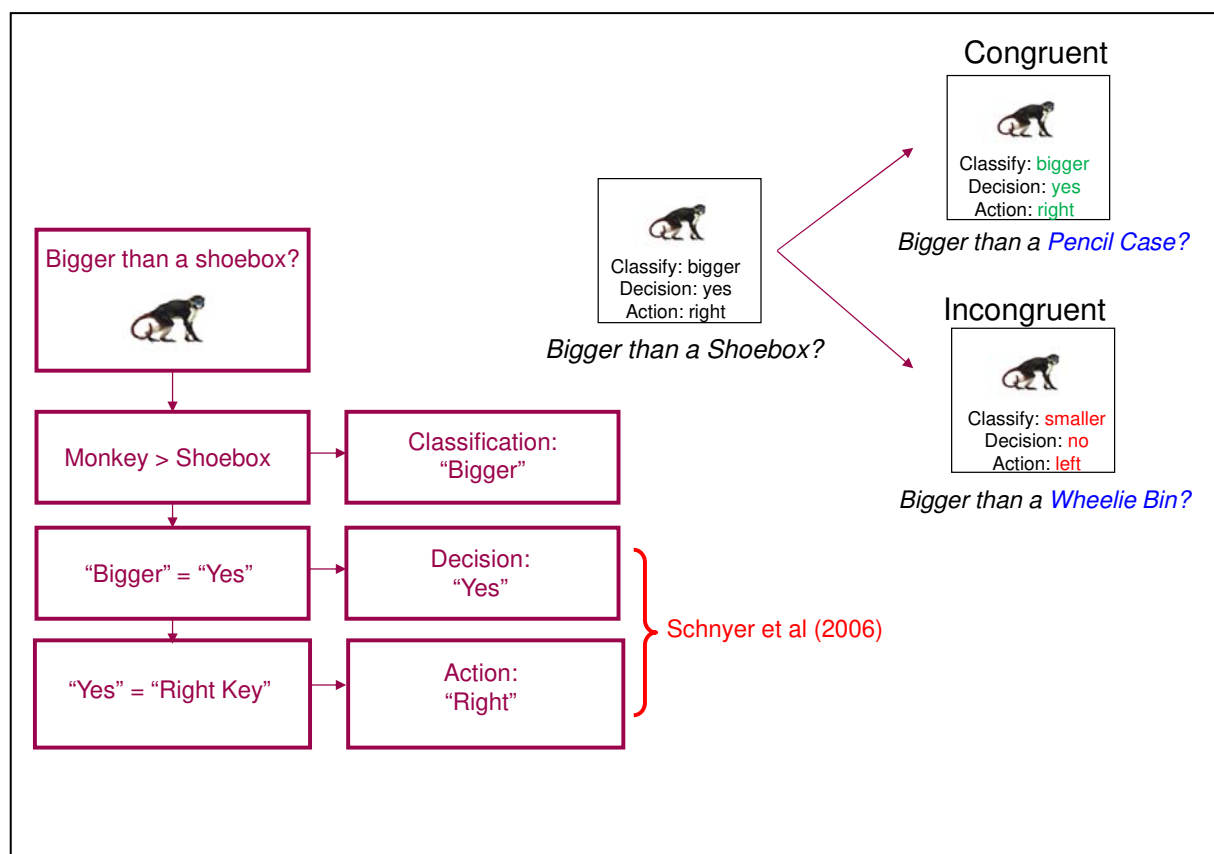 Bigger than a shoebox?
Monkey > Shoebox
Classification:
“Bigger”
“Bigger” = “Yes”
Decision:
“Yes”
“Yes” = “Right Key”
Action:
“Right”
Schnyer et al (2006)
Classify: bigger
Decision: yes
Action: right
Bigger than a Shoebox?
Congruent
Classify: bigger
Decision: yes
Action: right
Bigger than a Pencil Case?
Incongruent
Classify: smaller
Decision: no
Action: left
Bigger than a Wheelie Bin?